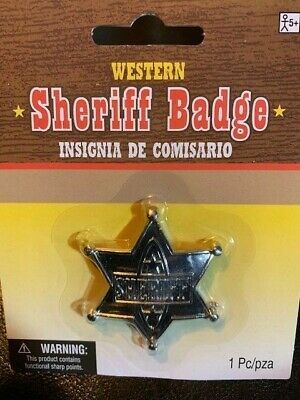 5+
WESTERN
Sheriff Badge
INSIGNIA DE COMISARIO
SHERIFF
WARNING:
This product contains
functional sharp points.
1 Pc/pza